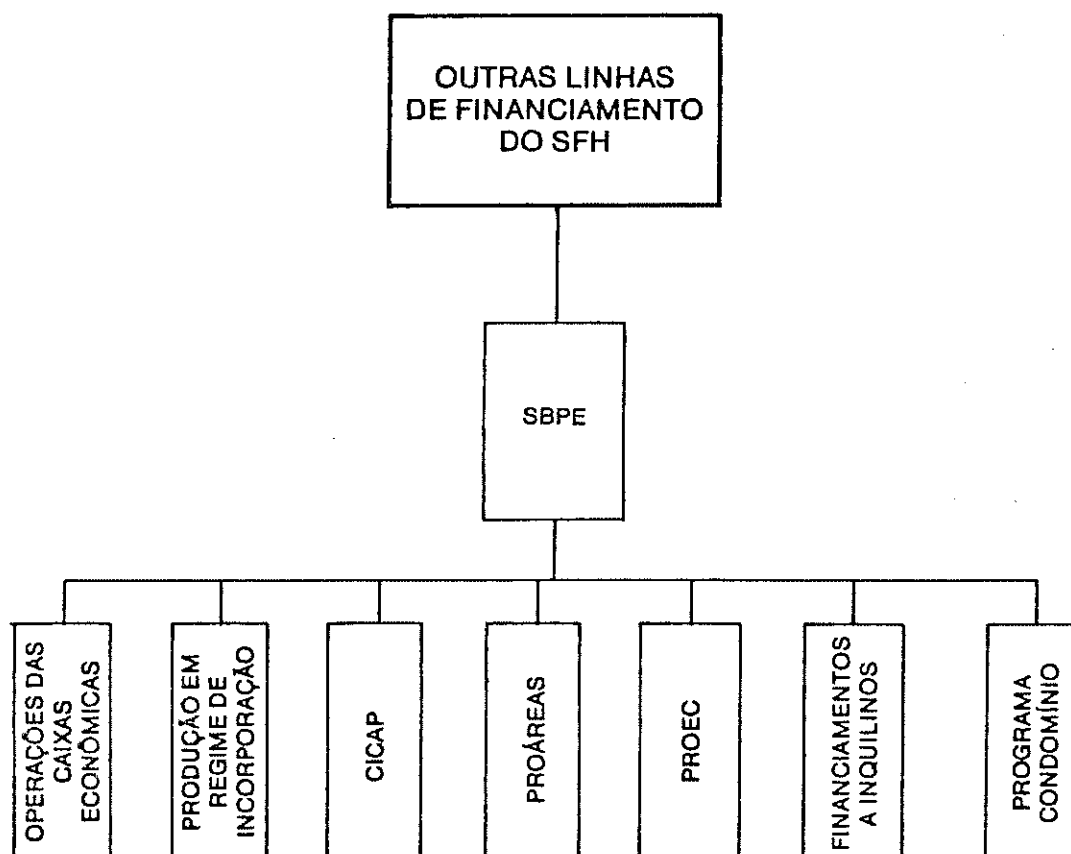 OUTRAS LINHAS
DE FINANCIAMENTO
DO SFH
SBPE
OPERAÇÕES DAS
CAIXAS
ECONÔMICAS
PRODUÇÃO EM
REGIME DE
INCORPORAÇÃO
CICAP
PROÁREAS
PROEC
FINANCIAMENTOS
A INQUILINOS
PROGRAMA
CONDOMÍNIO